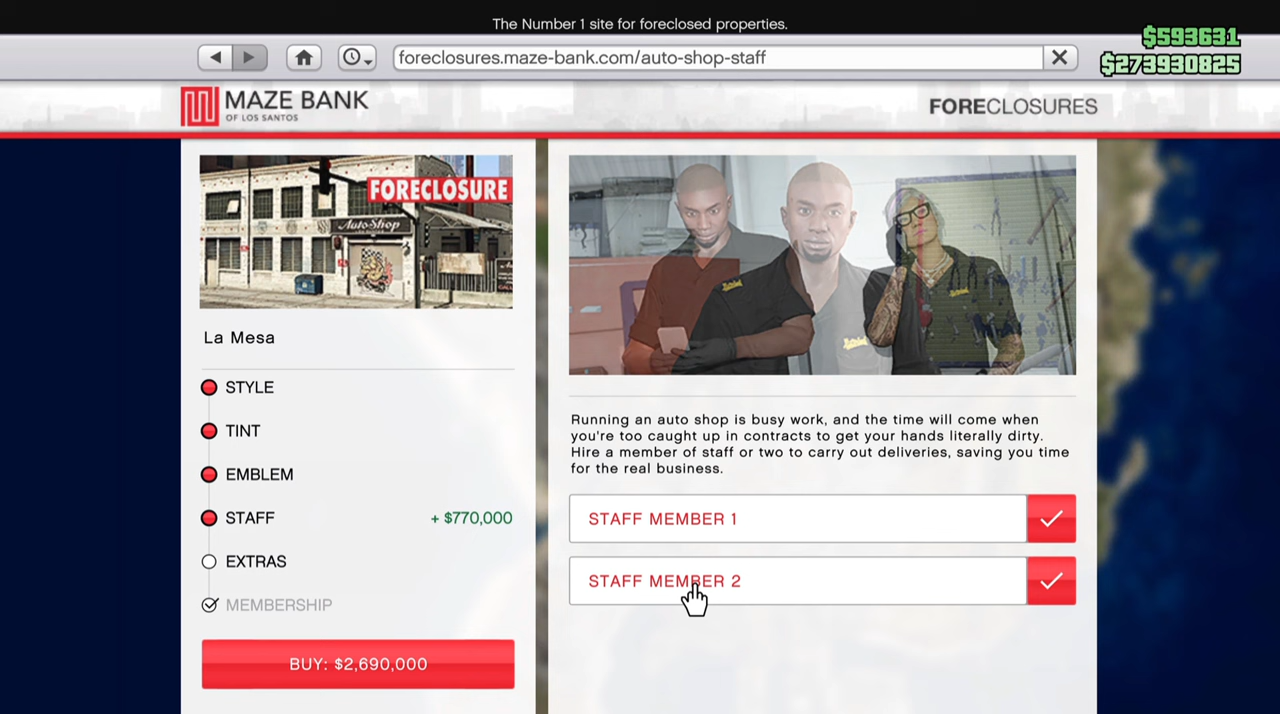 The Number 1 site for foreclosed properties.
foreclosures.maze-bank.com/auto-shop-staff
$593631
$273930825
MAZE BANK
OF LOS SANTOS
FORECLOSURES
FORECLOSURE
AutoShop
La Mesa
STYLE
TINT
EMBLEM
STAFF + $770,000
EXTRAS
MEMBERSHIP
BUY: $2,690,000
Running an auto shop is busy work, and the time will come when
you're too caught up in contracts to get your hands literally dirty.
Hire a member of staff or two to carry out deliveries, saving you time
for the real business.
STAFF MEMBER 1
STAFF MEMBER 2